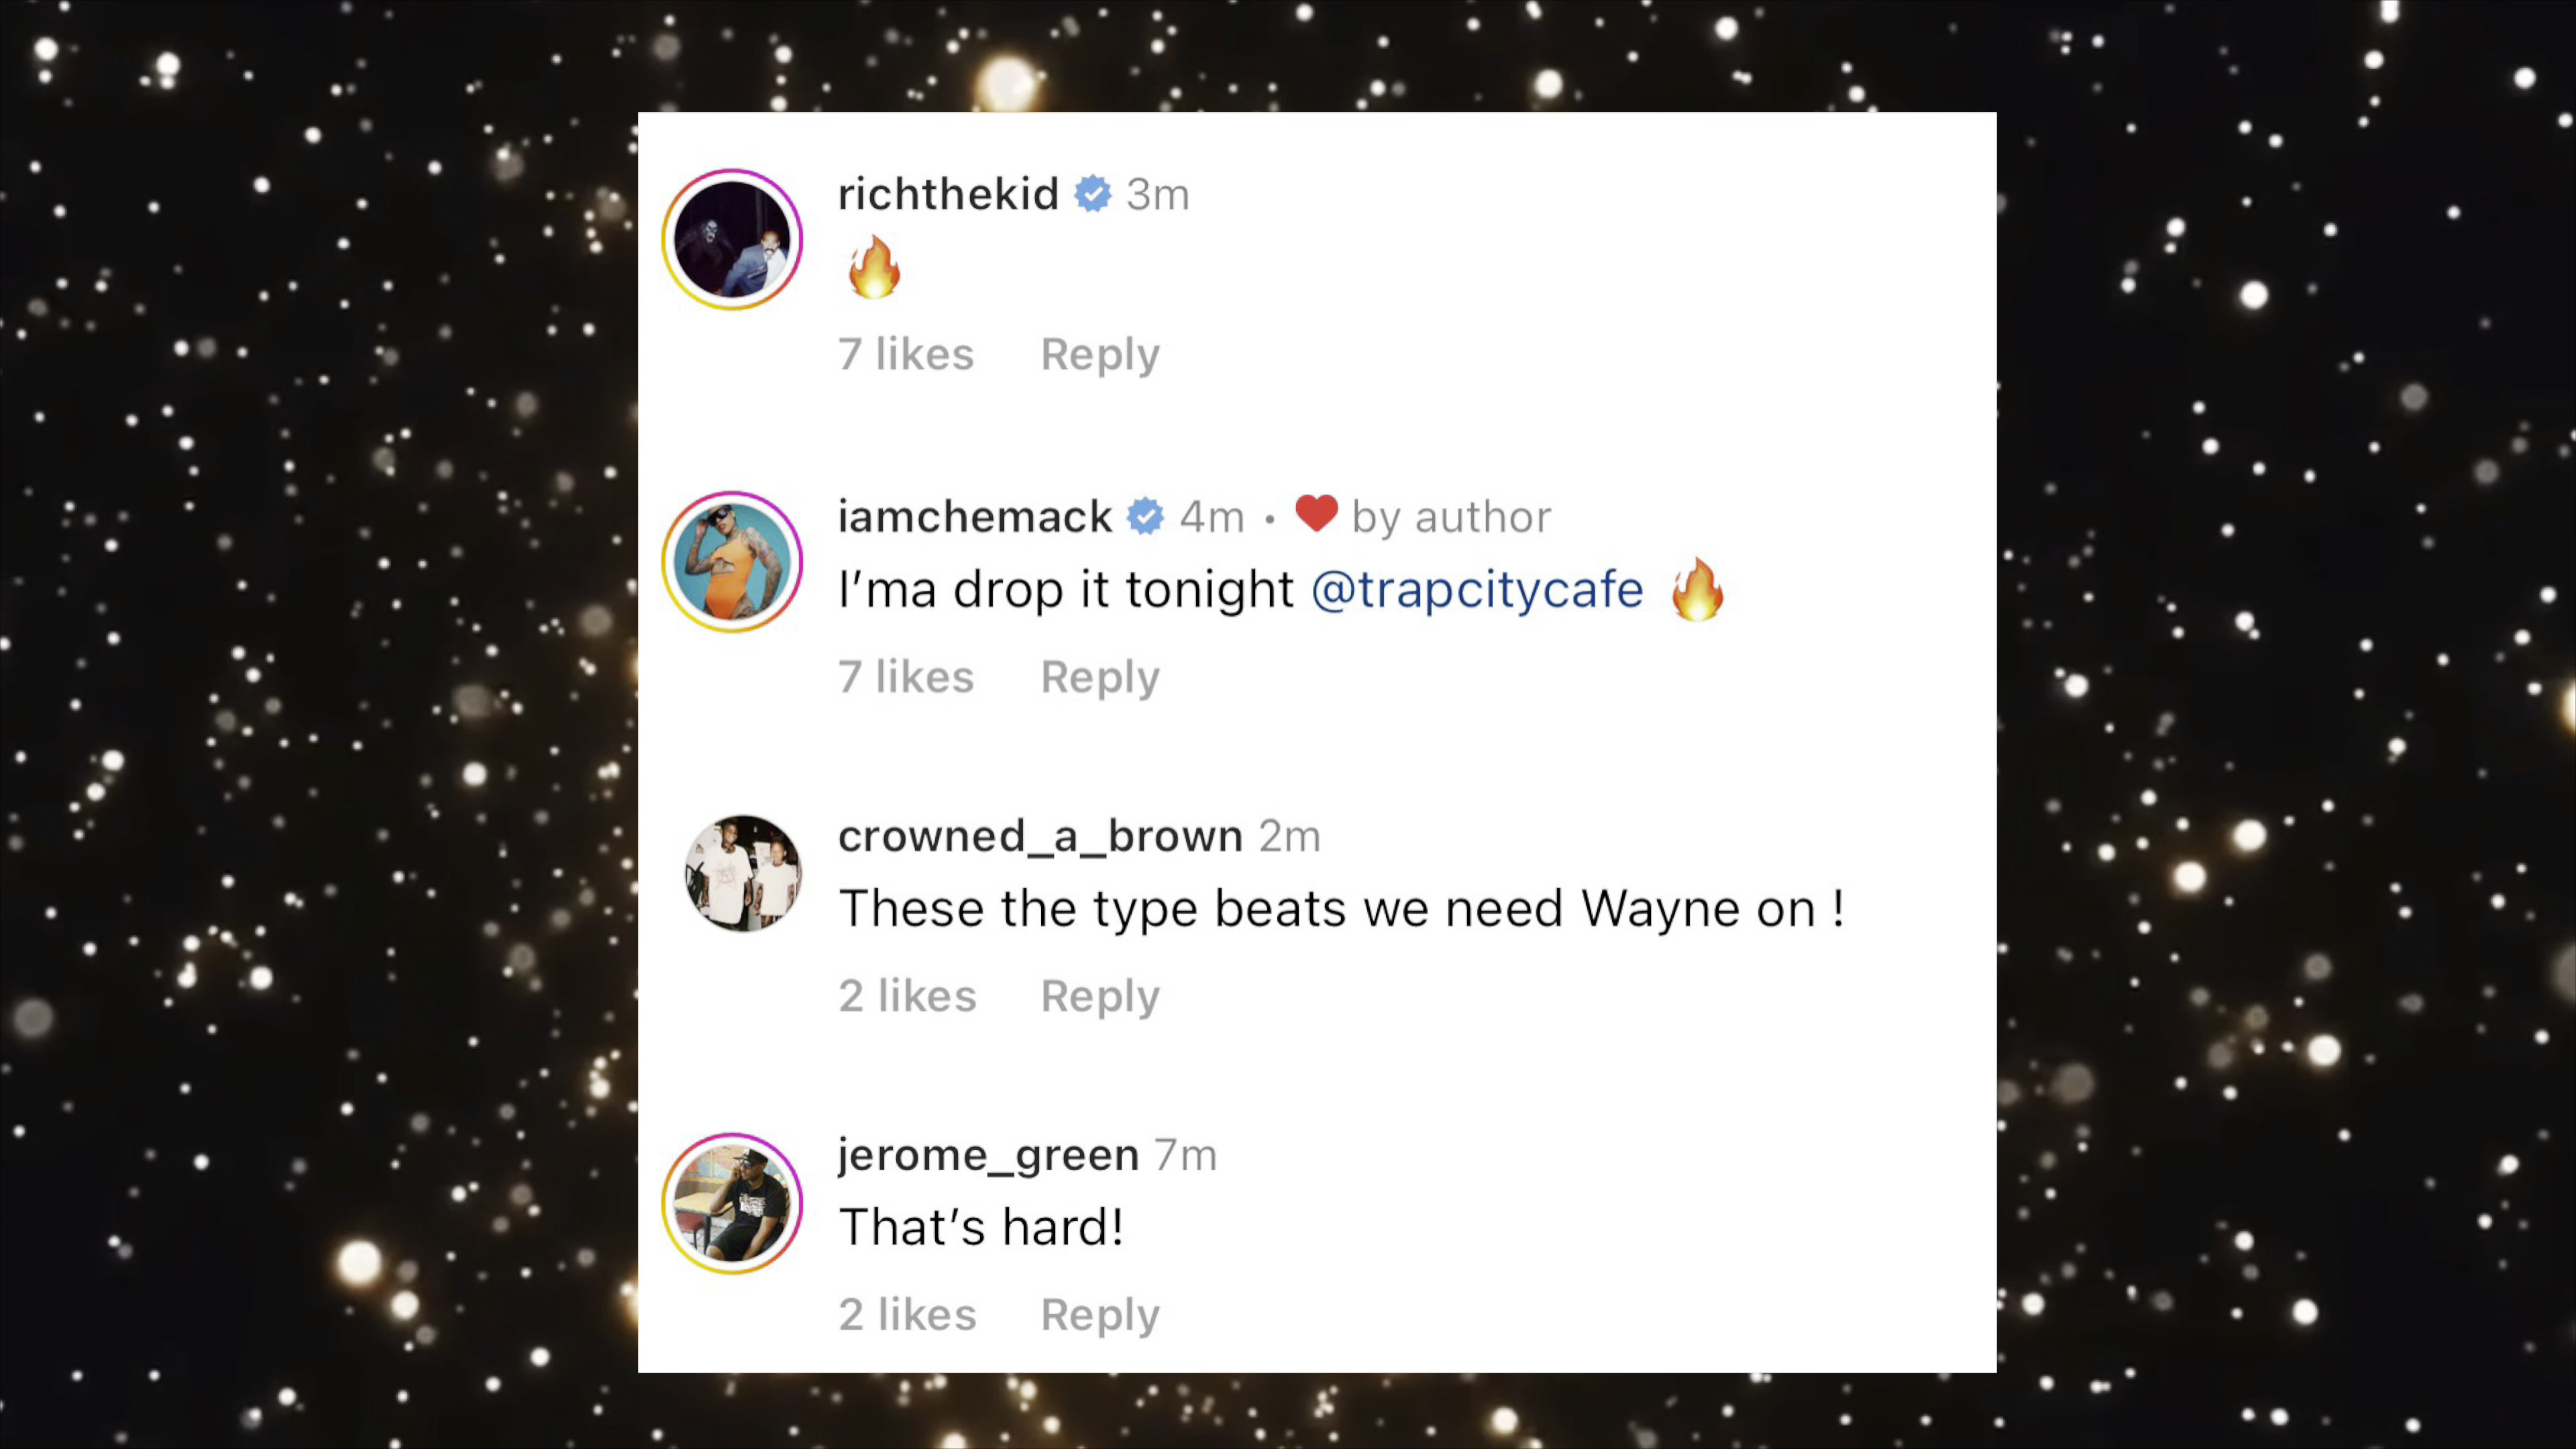 richthekid 3m
🔥
7 likes Reply
iamchemack 4m • ❤️ by author
I’ma drop it tonight @trapcitycafe 🔥
7 likes Reply
crowned_a_brown 2m
These the type beats we need Wayne on !
2 likes Reply
jerome_green 7m
That’s hard!
2 likes Reply